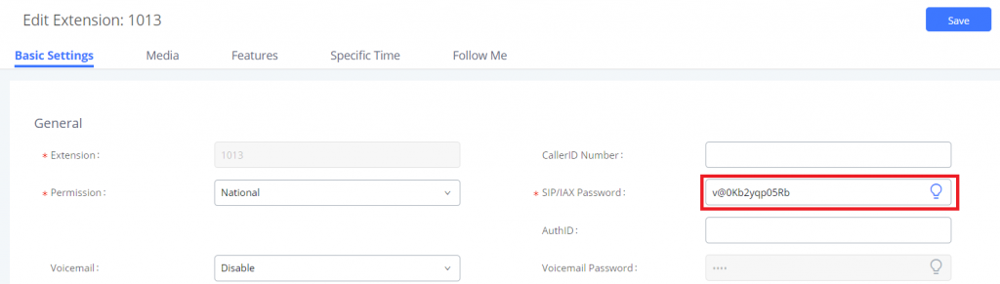 Edit Extension: 1013
Save
Basic Settings Media Features Specific Time Follow Me
General
* Extension: 1013 CallerID Number:
* Permission: National * SIP/IAX Password: v@0Kb2yqp05Rb
AuthID:
Voicemail: Disable Voicemail Password: ••••